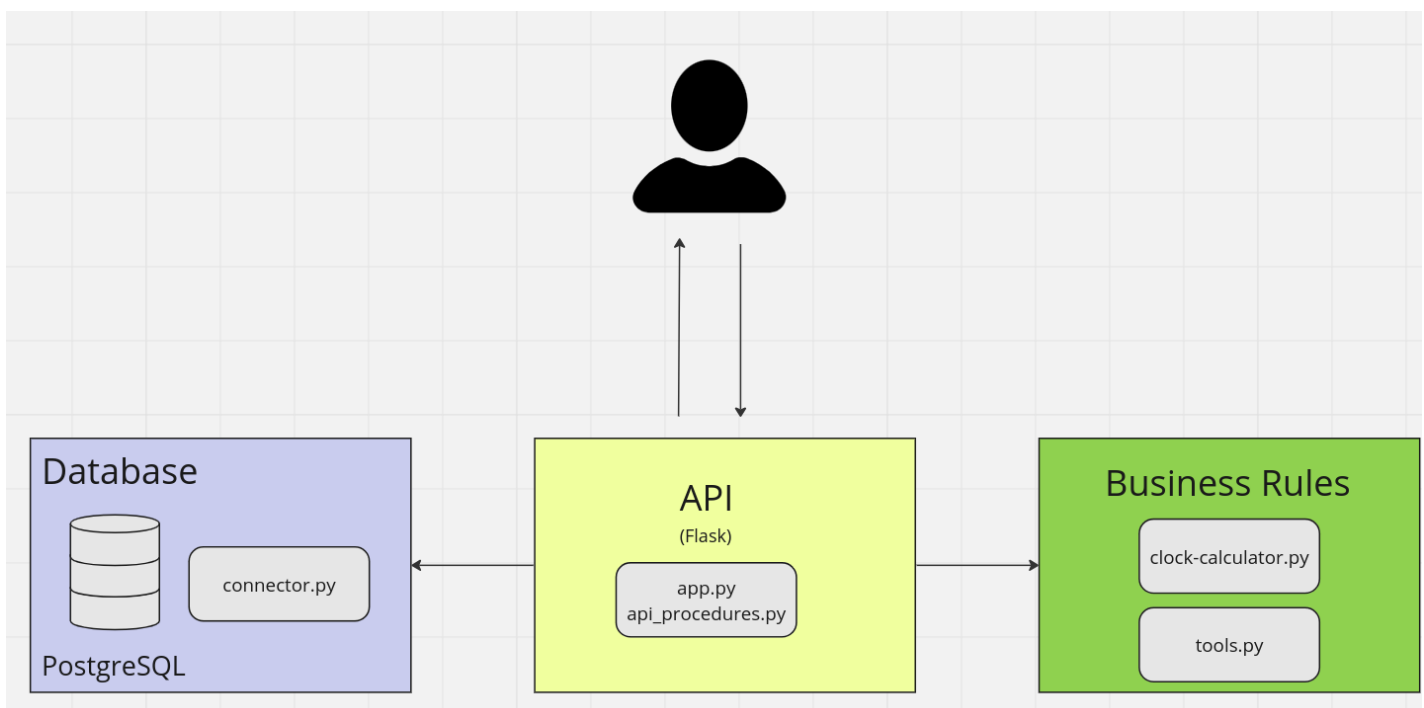 Database
connector.py
PostgreSQL
API
(Flask)
app.py
api_procedures.py
Business Rules
clock-calculator.py
tools.py